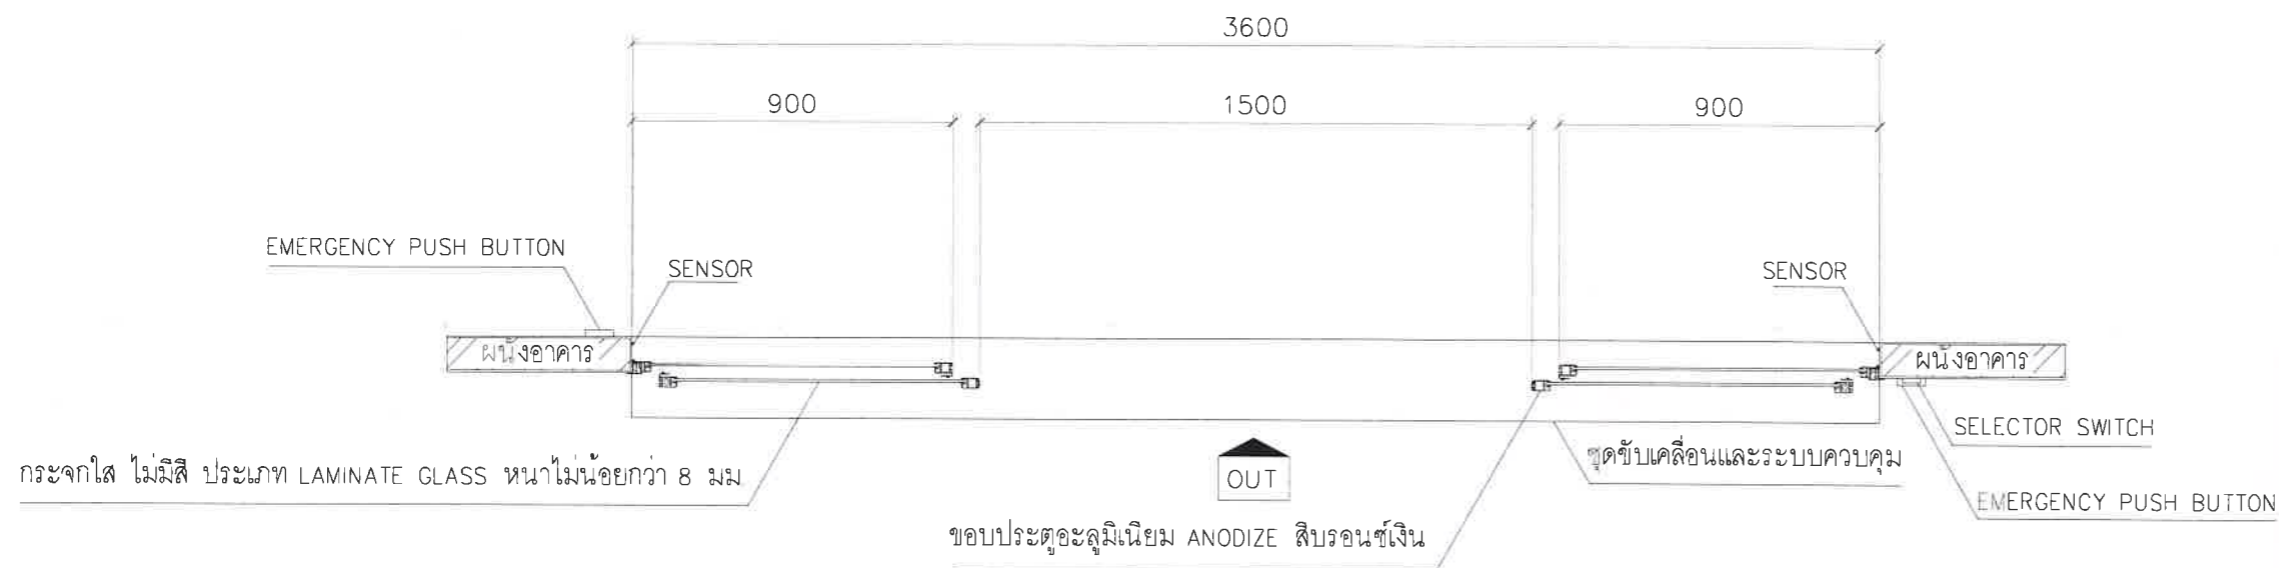 3600
900
1500
900
EMERGENCY PUSH BUTTON
SENSOR
SENSOR
ผนังอาคาร
ผนังอาคาร
SELECTOR SWITCH
กระจกใส ไม่มีสี ประเภท LAMINATE GLASS หนาไม่น้อยกว่า 8 มม
OUT
ชุดขับเคลื่อนและระบบควบคุม
EMERGENCY PUSH BUTTON
ขอบประตูอะลูมิเนียม ANODIZE สีบรอนซ์เงิน